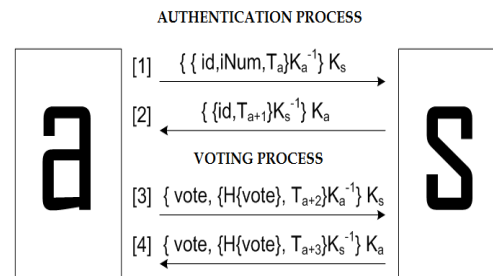 AUTHENTICATION PROCESS
[1] { { id,iNum,Tₐ}Kₐ⁻¹} Kₛ
[2] { {id,Tₐ₊₁}Kₛ⁻¹} Kₐ
VOTING PROCESS
[3] { vote, {H{vote}, Tₐ₊₂}Kₐ⁻¹} Kₛ
[4] { vote, {H{vote}, Tₐ₊₃}Kₛ⁻¹} Kₐ
a
s